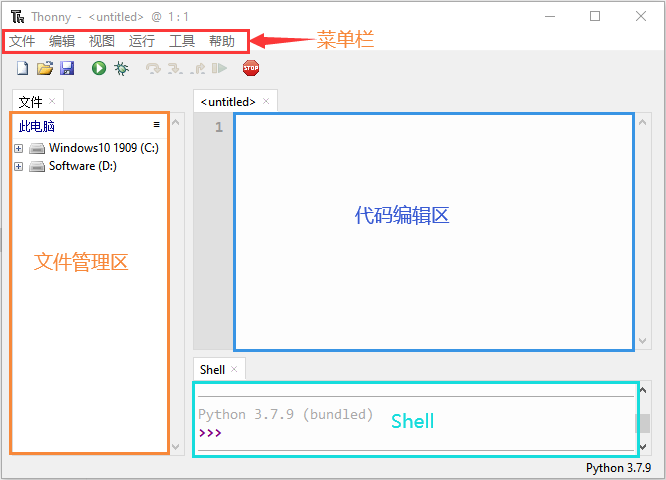 Thonny - <untitled> @ 1 : 1
文件 编辑 视图 运行 工具 帮助
菜单栏
STOP
文件
<untitled>
此电脑
1
Windows10 1909 (C:)
Software (D:)
代码编辑区
文件管理区
Shell
Python 3.7.9 (bundled)
>>>
Shell
Python 3.7.9